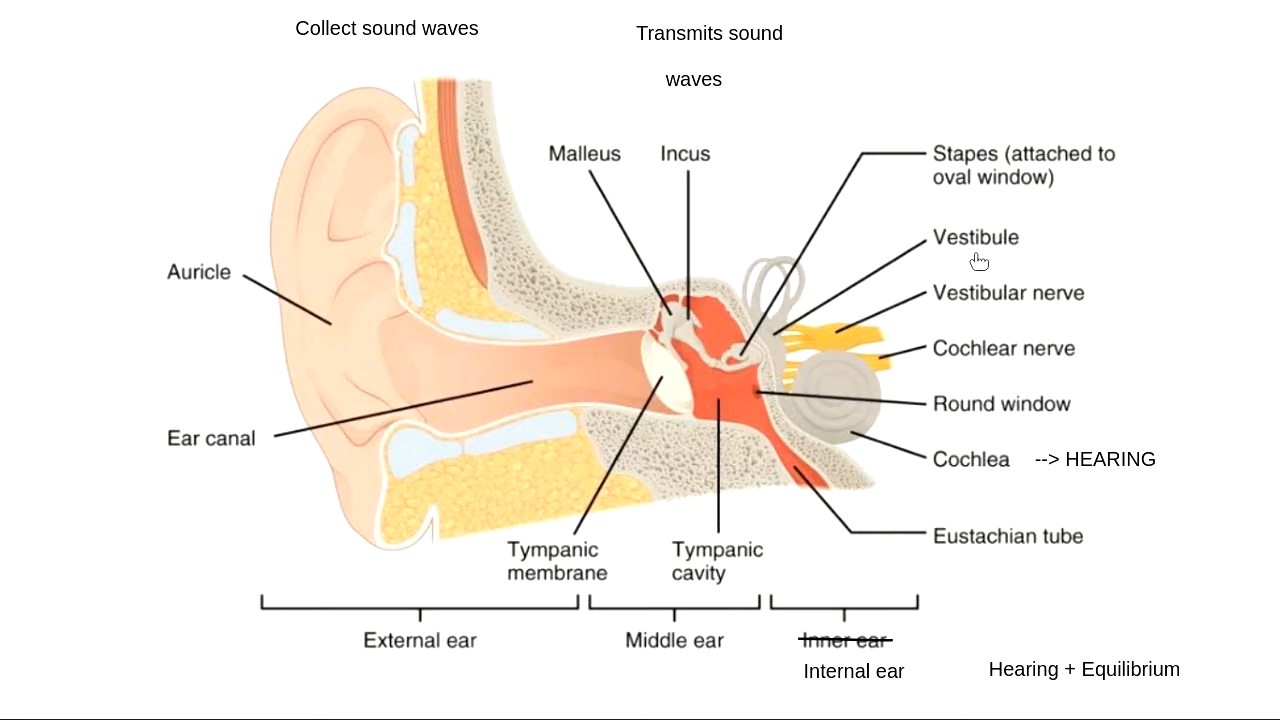 Collect sound waves
Transmits sound
waves
Malleus
Incus
Stapes (attached to
oval window)
Vestibule
Auricle
Vestibular nerve
Cochlear nerve
Round window
Ear canal
Cochlea --> HEARING
Eustachian tube
Tympanic
membrane
Tympanic
cavity
External ear
Middle ear
Inner ear
Internal ear
Hearing + Equilibrium